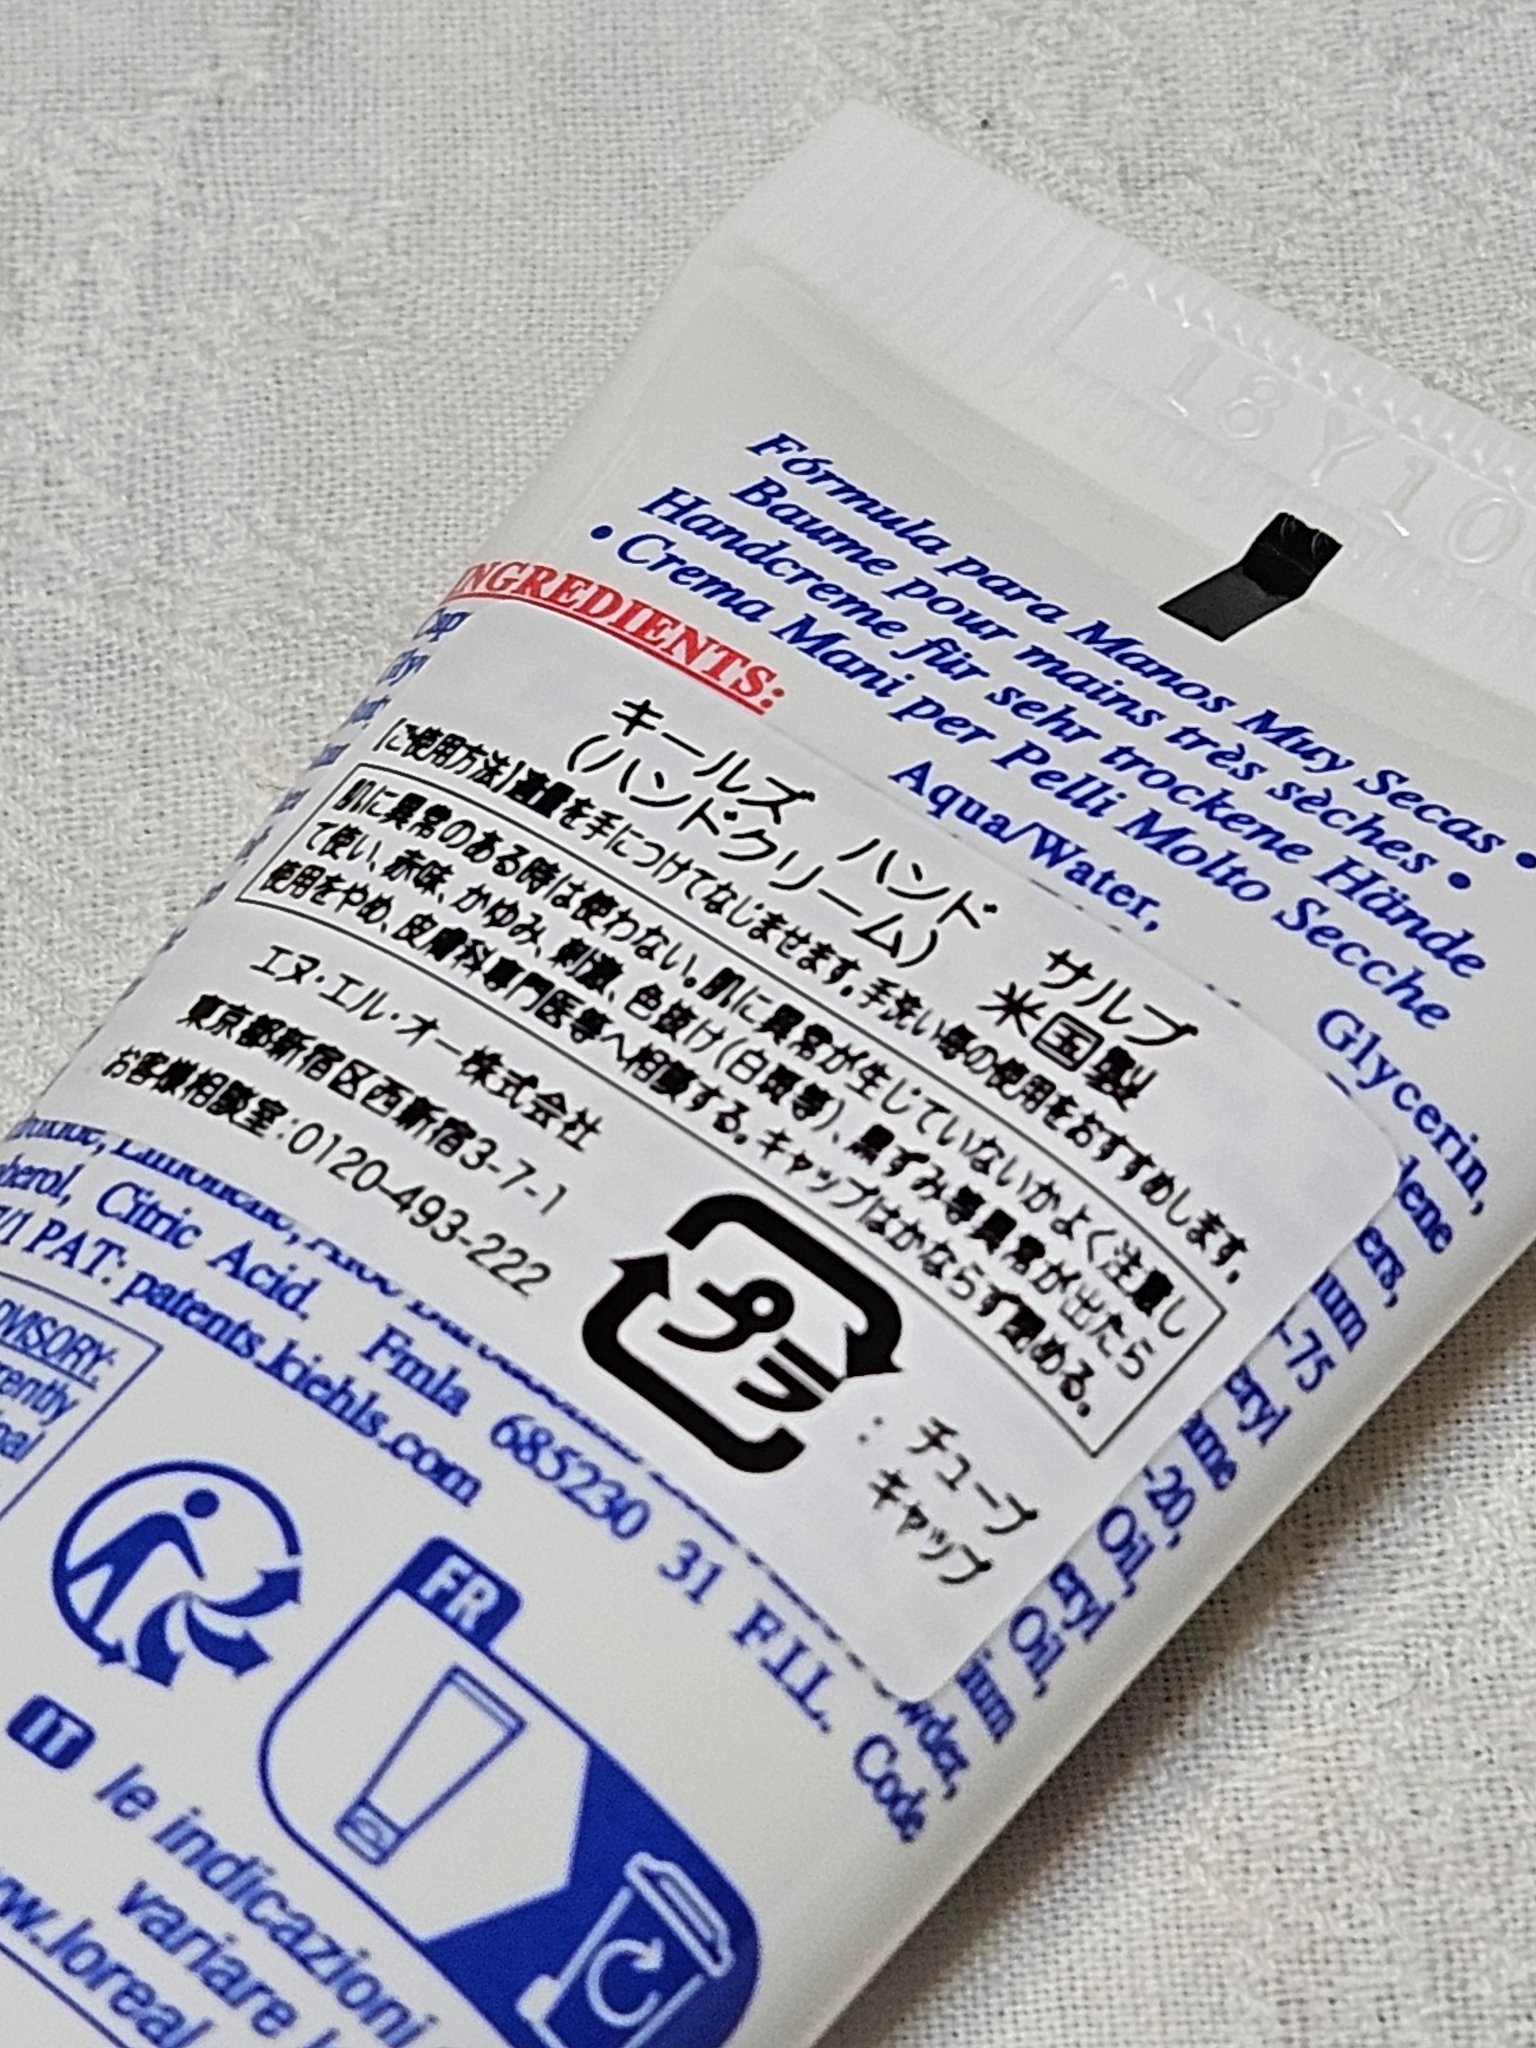 18Y10
Fórmula para Manos Muy Secas •
Baume pour mains très sèches •
Handcreme für sehr trockene Hände
• Crema Mani per Pelli Molto Secche
INGREDIENTS: Aqua/Water, Glycerin,
キールズ ハンド サルブ
(ハンドクリーム) 米国製
【ご使用方法】適量を手につけてなじませます。手洗い毎の使用をおすすめします。
肌に異常のある時は使わない。肌に異常が生じていないかよく注意し
て使い、赤味、かゆみ、刺激、色抜け(白斑等)、黒ずみ等異常が出たら
使用をやめ、皮膚科専門医等へ相談する。キャップはかならず閉める。
エヌ・エル・オー株式会社
東京都新宿区西新宿3-7-1
お客様相談室:0120-493-222
プラ
: チューブ
キャップ
lene
ers,
-75
-20,
Citric Acid. Fmla 685230 31 F.I.L. Code.
PAT: patents.kiehls.com
FR
IT
le indicazioni
variare